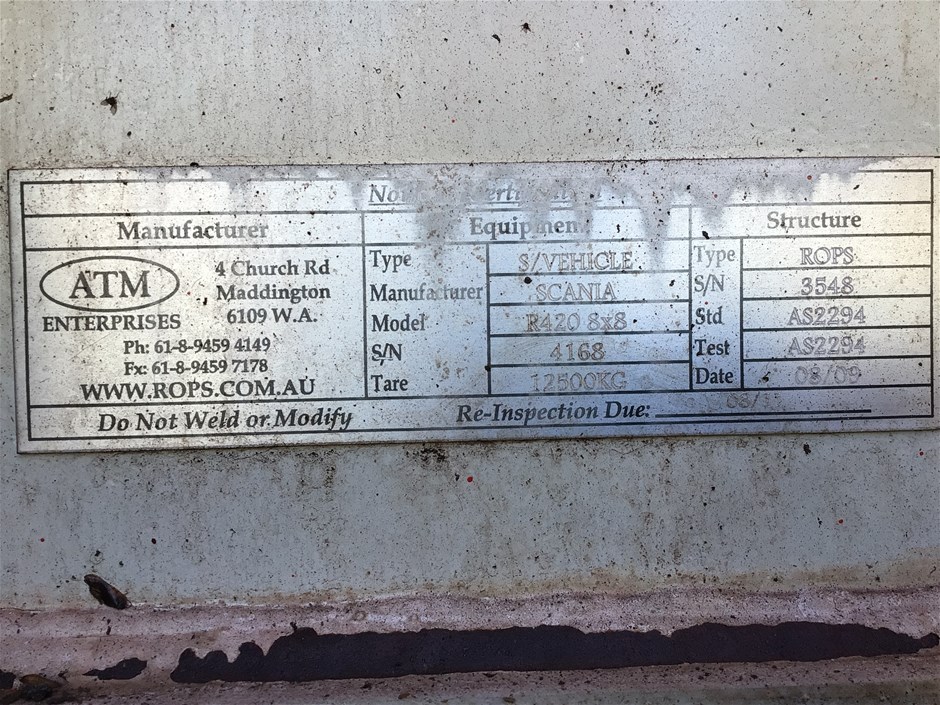 Manufacturer
Equipment
Structure
ATM
ENTERPRISES
4 Church Rd
Maddington
6109 W.A.
Ph: 61-8-9459 4149
Fx: 61-8-9459 7178
WWW.ROPS.COM.AU
Type S/VEHICLE
Manufacturer SCANIA
Model R420 8x8
S/N 4168
Tare 12500KG
Type ROPS
S/N 3548
Std AS2294
Test AS2294
Date 08/09
Do Not Weld or Modify
Re-Inspection Due: